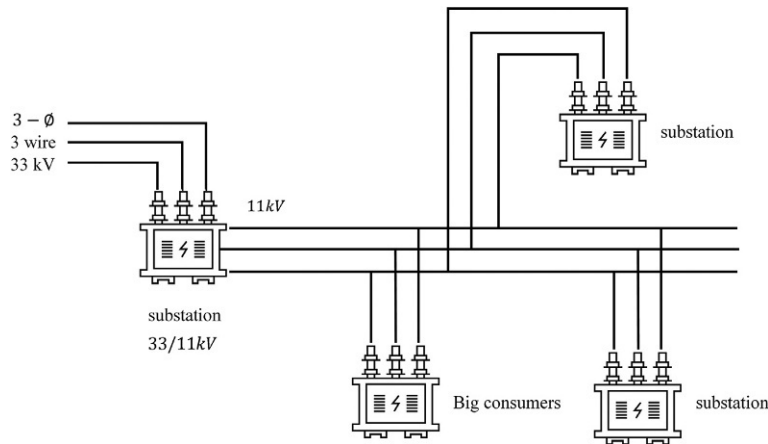 3 − ∅
3 wire
33 kV
substation
11kV
substation
33/11kV
Big consumers
substation